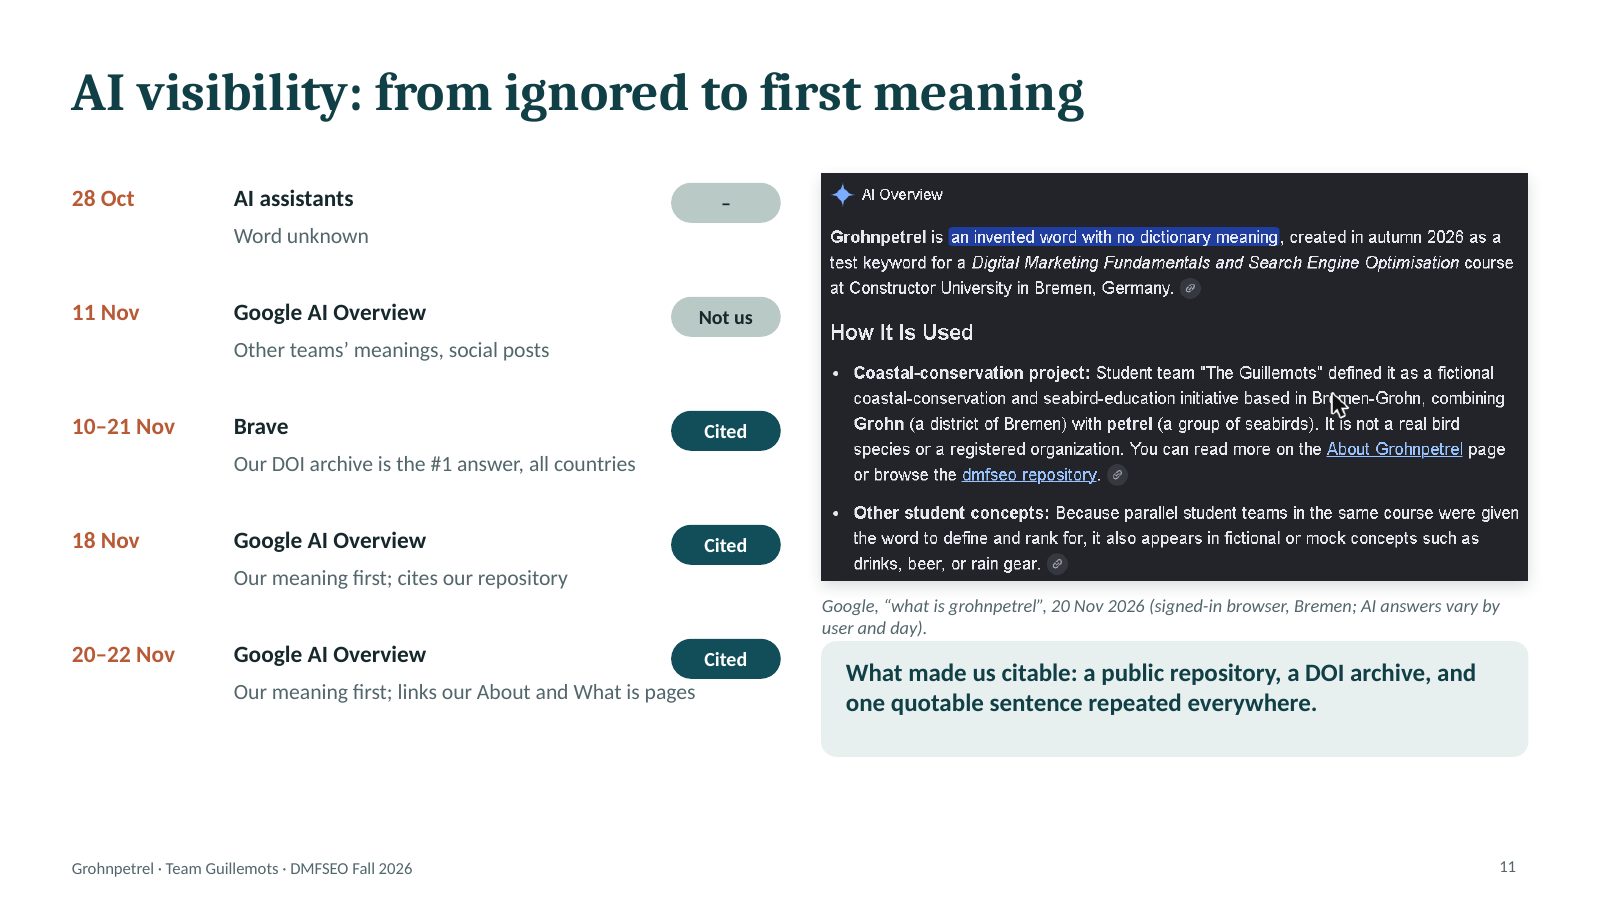 AI visibility: from ignored to first meaning
28 Oct
AI assistants
–
Word unknown
11 Nov
Google AI Overview
Not us
Other teams’ meanings, social posts
10–21 Nov
Brave
Cited
Our DOI archive is the #1 answer, all countries
18 Nov
Google AI Overview
Cited
Our meaning first; cites our repository
20–22 Nov
Google AI Overview
Cited
Our meaning first; links our About and What is pages
AI Overview
Grohnpetrel is an invented word with no dictionary meaning, created in autumn 2026 as a
test keyword for a Digital Marketing Fundamentals and Search Engine Optimisation course
at Constructor University in Bremen, Germany.
How It Is Used
• Coastal-conservation project: Student team "The Guillemots" defined it as a fictional
coastal-conservation and seabird-education initiative based in Bremen-Grohn, combining
Grohn (a district of Bremen) with petrel (a group of seabirds). It is not a real bird
species or a registered organization. You can read more on the About Grohnpetrel page
or browse the dmfseo repository.
• Other student concepts: Because parallel student teams in the same course were given
the word to define and rank for, it also appears in fictional or mock concepts such as
drinks, beer, or rain gear.
Google, “what is grohnpetrel”, 20 Nov 2026 (signed-in browser, Bremen; AI answers vary by
user and day).
What made us citable: a public repository, a DOI archive, and
one quotable sentence repeated everywhere.
Grohnpetrel · Team Guillemots · DMFSEO Fall 2026
11